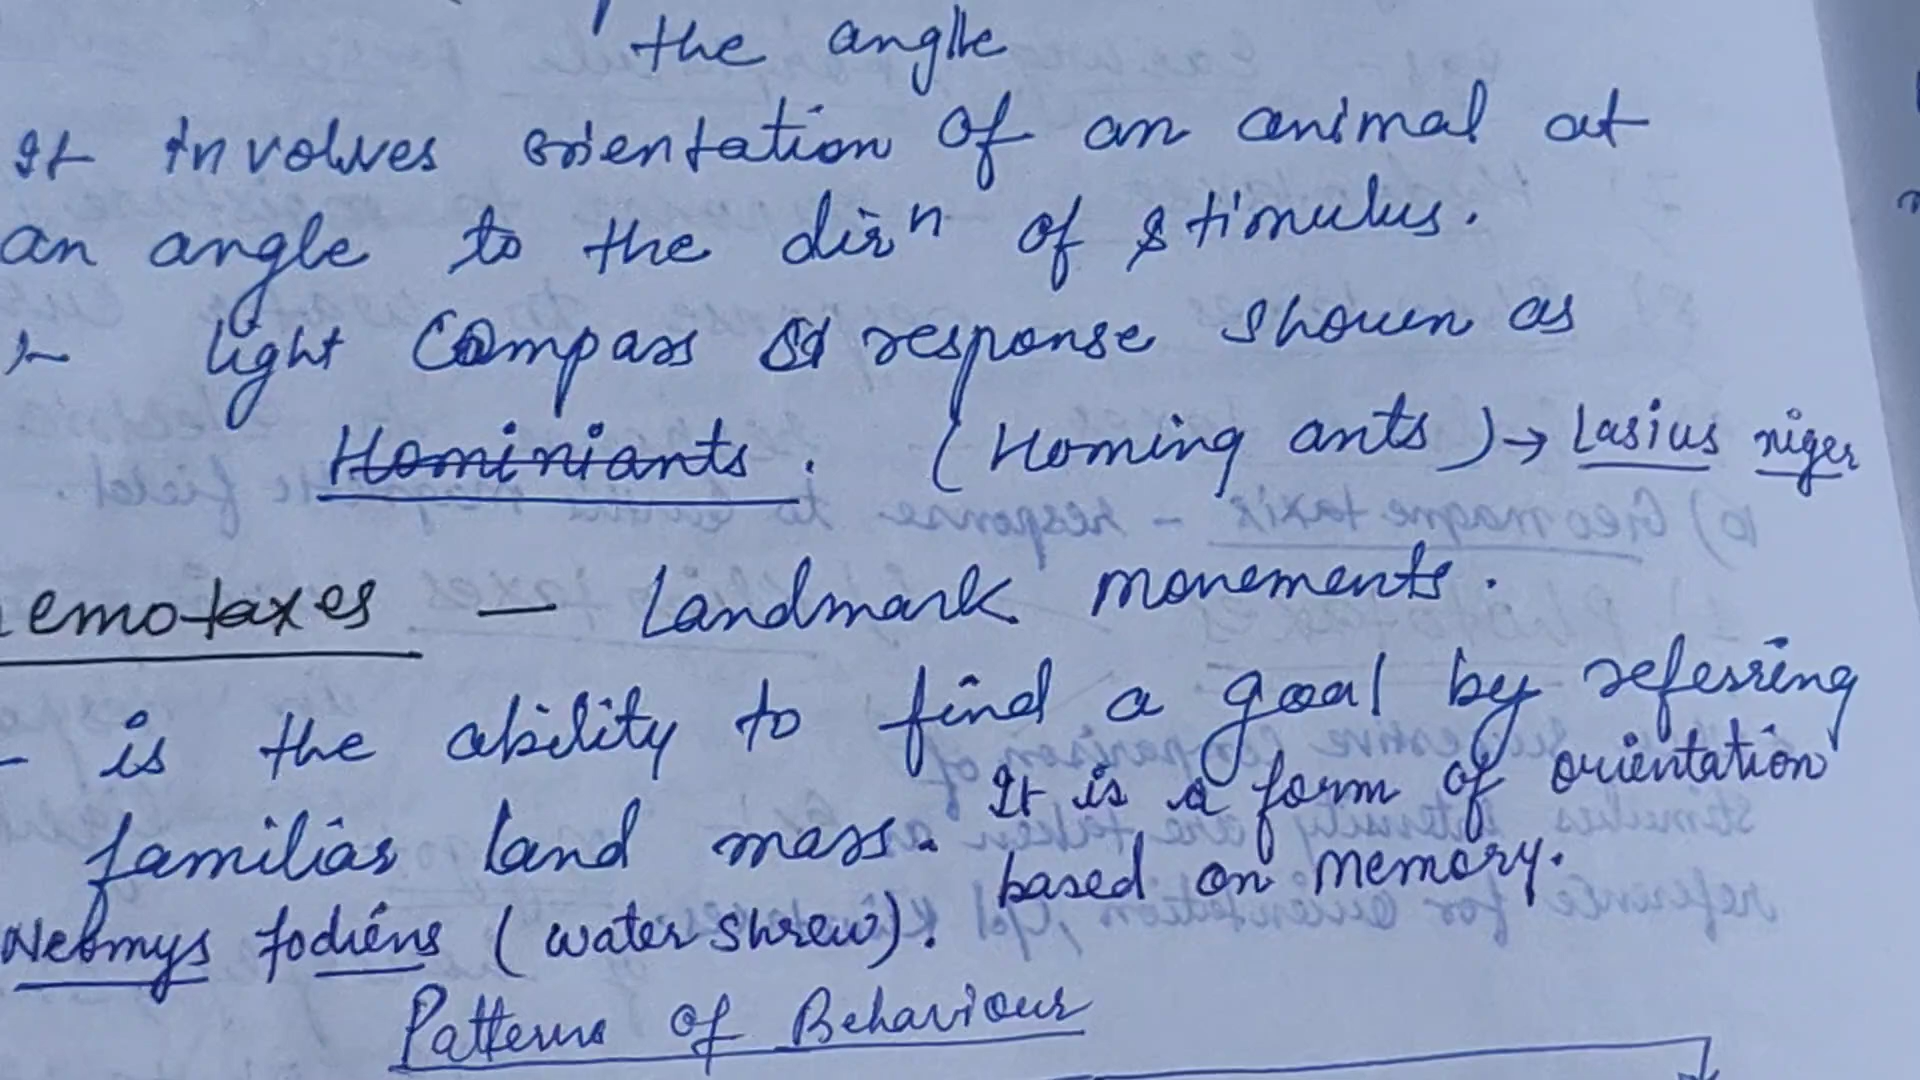 the angle
It involves orientation of an animal at
an angle to the dirn of stimulus.
light Compass response shown as
Hominiants. (Homing ants) → Lasius niger
emotaxes — Landmark movements.
- is the ability to find a goal by referring
familiar land mass. It is a form of orientation
based on memory.
Neomys fodiens (water shrew).
Patterns of Behaviour